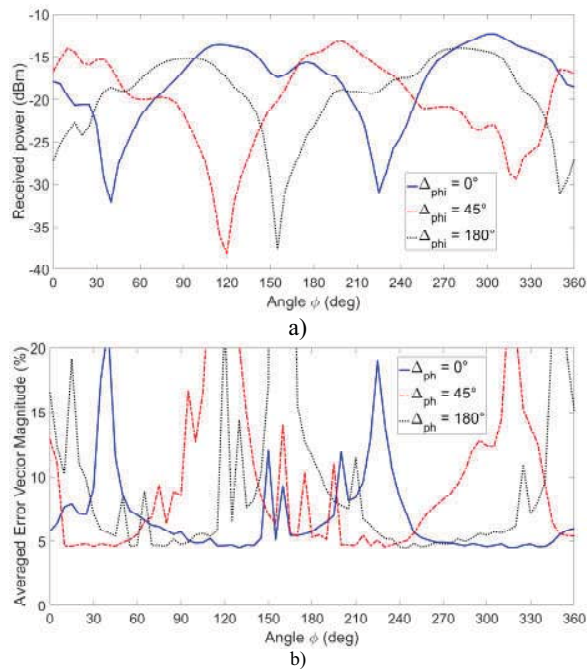 -10
-15
-20
-25
-30
-35
-40
Received power (dBm)
Δphi = 0°
Δphi = 45°
Δphi = 180°
0 30 60 90 120 150 180 210 240 270 300 330 360
Angle ϕ (deg)
a)
20
15
10
5
0
Averaged Error Vector Magnitude (%)
Δph = 0°
Δph = 45°
Δph = 180°
0 30 60 90 120 150 180 210 240 270 300 330 360
Angle ϕ (deg)
b)